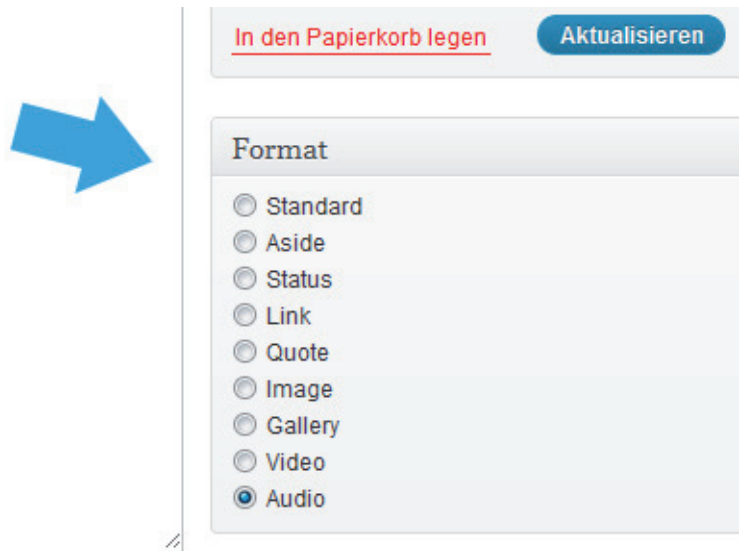 In den Papierkorb legen Aktualisieren
Format
Standard
Aside
Status
Link
Quote
Image
Gallery
Video
Audio